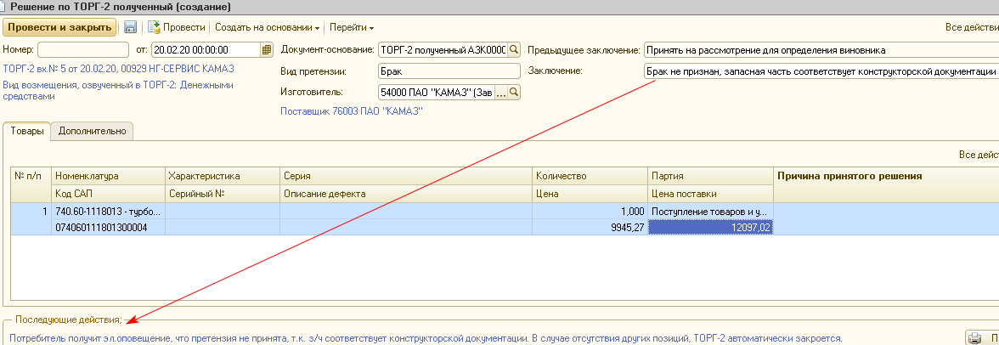 Решение по ТОРГ-2 полученный (создание)
Провести и закрыть Провести Создать на основании Перейти Все
Номер: от: 20.02.20 00:00:00 Документ-основание: ТОРГ-2 полученный Предыдущее заключение: Принять на рассмотрение для определения виновника
ТОРГ-2 вх.№ 5 от 20.02.20, 00929 НГ-СЕРВИС КАМАЗ Вид претензии: Брак Заключение: Брак не признан, запасная часть соответствует конструкторской документации
Вид возмещения, озвученный в ТОРГ-2: Денежными
средствами
Изготовитель: 54000 ПАО "КАМАЗ" (Зав ...
Поставщик 76003 ПАО "КАМАЗ"
Товары Дополнительно
Все
№ п/п Номенклатура Характеристика Серия Количество Партия Причина принятого решения
Код САП Серийный № Описание дефекта Цена Цена поставки
1 740.60-1118013 - турбо... 1,000 Поступление товаров и у...
074060111801300004 9945,27 12097,02
Последующие действия:
Потребитель получит эл.оповещение, что претензия не принята, т.к. з/ч соответствует конструкторской документации. В случае отсутствия других позиций, ТОРГ-2 автоматически закроется.